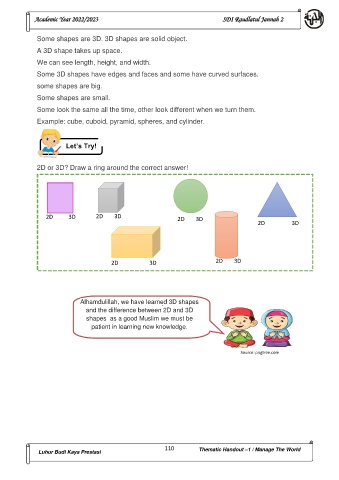 Academic Year 2022/2023 SDI Raudlatul Jannah 2
Some shapes are 3D. 3D shapes are solid object.
A 3D shape takes up space.
We can see length, height, and width.
Some 3D shapes have edges and faces and some have curved surfaces.
some shapes are big.
Some shapes are small.
Some look the same all the time, other look different when we turn them.
Example: cube, cuboid, pyramid, spheres, and cylinder.
Let's Try!
2D or 3D? Draw a ring around the correct answer!
2D 3D 2D 3D 2D 3D 2D 3D
2D 3D 2D 3D
Alhamdulillah, we have learned 3D shapes
and the difference between 2D and 3D
shapes as a good Muslim we must be
patient in learning new knowledge.
Source: pngtree.com
Luhur Budi Kaya Prestasi 110 Thematic Handout –1 / Manage The World